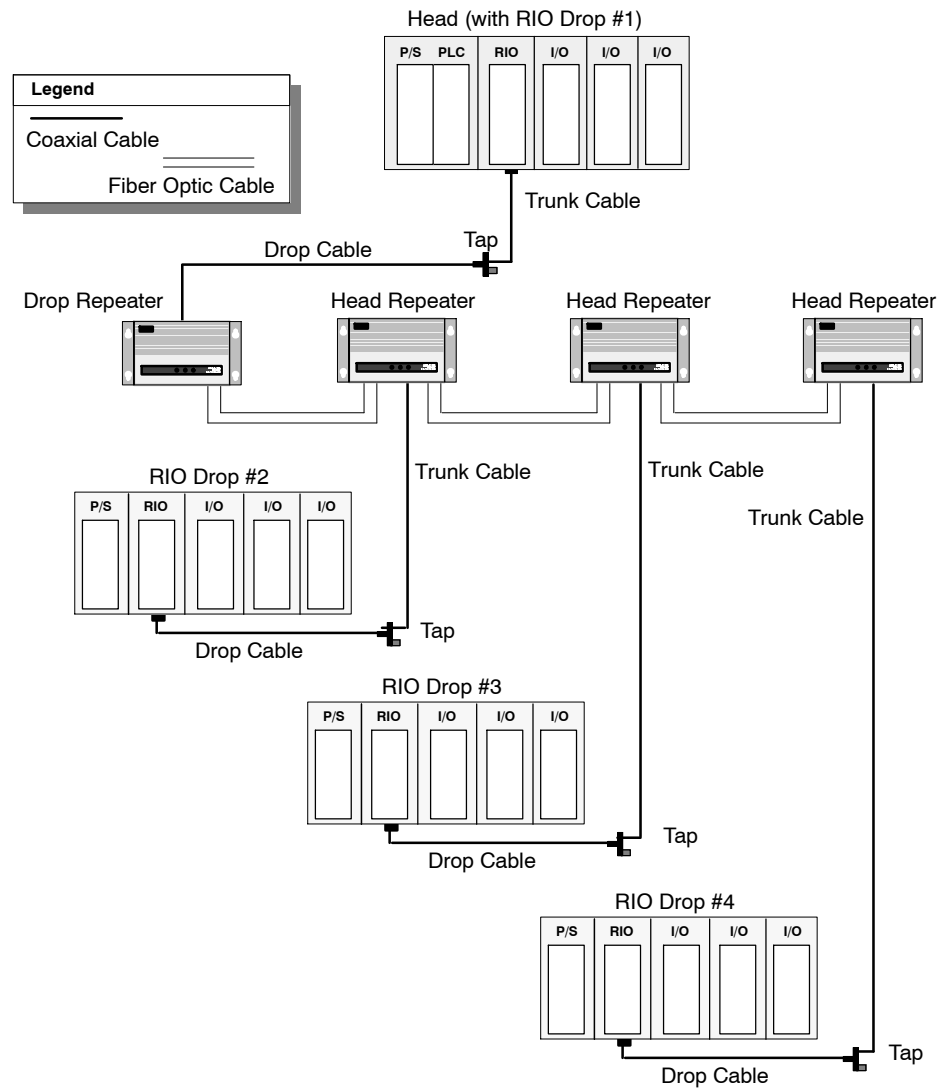 Head (with RIO Drop #1)
P/S PLC RIO I/O I/O I/O
Legend
Coaxial Cable
Fiber Optic Cable
Trunk Cable
Tap
Drop Cable
Drop Repeater
Head Repeater
Head Repeater
Head Repeater
Trunk Cable
Trunk Cable
Trunk Cable
RIO Drop #2
P/S RIO I/O I/O I/O
Tap
Drop Cable
RIO Drop #3
P/S RIO I/O I/O I/O
Tap
Drop Cable
RIO Drop #4
P/S RIO I/O I/O I/O
Tap
Drop Cable